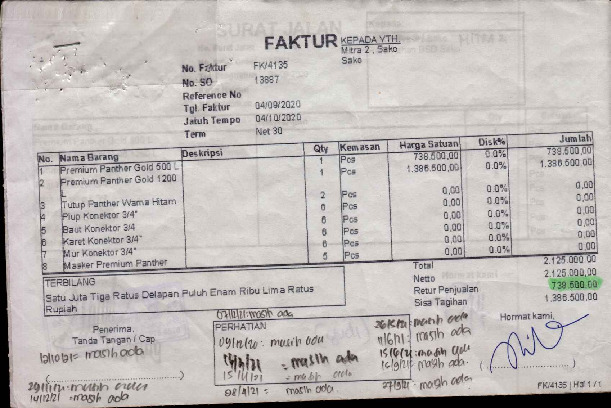 FAKTUR
KEPADA YTH.
Mitra 2, Sako
Sako
No. Faktur FK/4135
No. SO 13887
Reference No
Tgl. Faktur 04/09/2020
Jatuh Tempo 04/10/2020
Term Net 30
No. Nama Barang Deskripsi Qty Kemasan Harga Satuan Disk% Jumlah
1 Premium Panther Gold 500 L 1 Pcs 738.500,00 0.0% 738.500,00
2 Premium Panther Gold 1200 L 1 Pcs 1.386.500,00 0.0% 1.386.500,00
3 Tutup Panther Warna Hitam 2 Pcs 0,00 0.0% 0,00
4 Plup Konektor 3/4" 6 Pcs 0,00 0.0% 0,00
5 Baut Konektor 3/4 6 Pcs 0,00 0.0% 0,00
6 Karet Konektor 3/4" 6 Pcs 0,00 0.0% 0,00
7 Mur Konektor 3/4" 6 Pcs 0,00 0.0% 0,00
8 Masker Premium Panther 5 Pcs 0,00 0.0% 0,00
Total 2.125.000,00
Netto 2.125.000,00
Retur Penjualan 738.500,00
Sisa Tagihan 1.386.500,00
TERBILANG
Satu Juta Tiga Ratus Delapan Puluh Enam Ribu Lima Ratus
Rupiah
masih ada
Penerima,
Tanda Tangan / Cap
masih ada
PERHATIAN
masih ada
masih ada
masih ada
masih ada
masih ada
masih ada
masih ada
Hormat kami,
FK/4135 | Hal 1 / 1